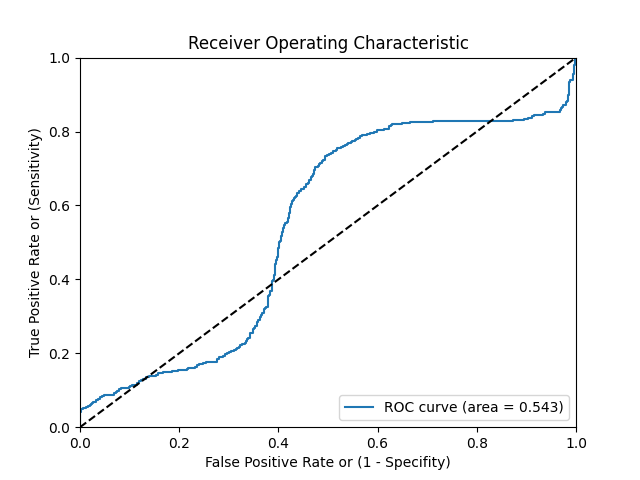 Receiver Operating Characteristic
1.0
0.8
0.6
0.4
0.2
0.0
True Positive Rate or (Sensitivity)
ROC curve (area = 0.543)
0.0 0.2 0.4 0.6 0.8 1.0
False Positive Rate or (1 - Specifity)